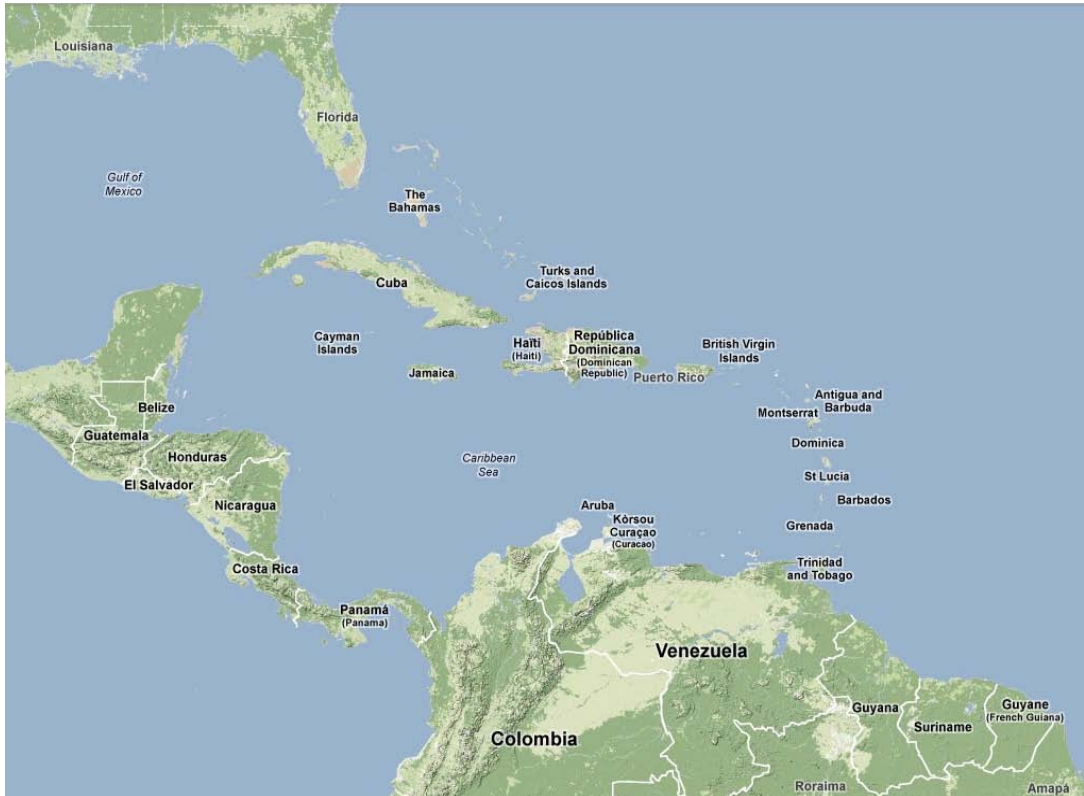 Louisiana
Florida
Gulf of
Mexico
The
Bahamas
Cuba
Turks and
Caicos Islands
Cayman
Islands
Haïti
(Haiti)
República
Dominicana
(Dominican
Republic)
British Virgin
Islands
Jamaica
Puerto Rico
Antigua and
Barbuda
Montserrat
Belize
Guatemala
Dominica
Honduras
Caribbean
Sea
El Salvador
St Lucia
Nicaragua
Barbados
Aruba
Kòrsou
Curaçao
(Curacao)
Grenada
Costa Rica
Trinidad
and Tobago
Panamá
(Panama)
Venezuela
Guyana
Guyane
(French Guiana)
Suriname
Colombia
Roraima
Amapá